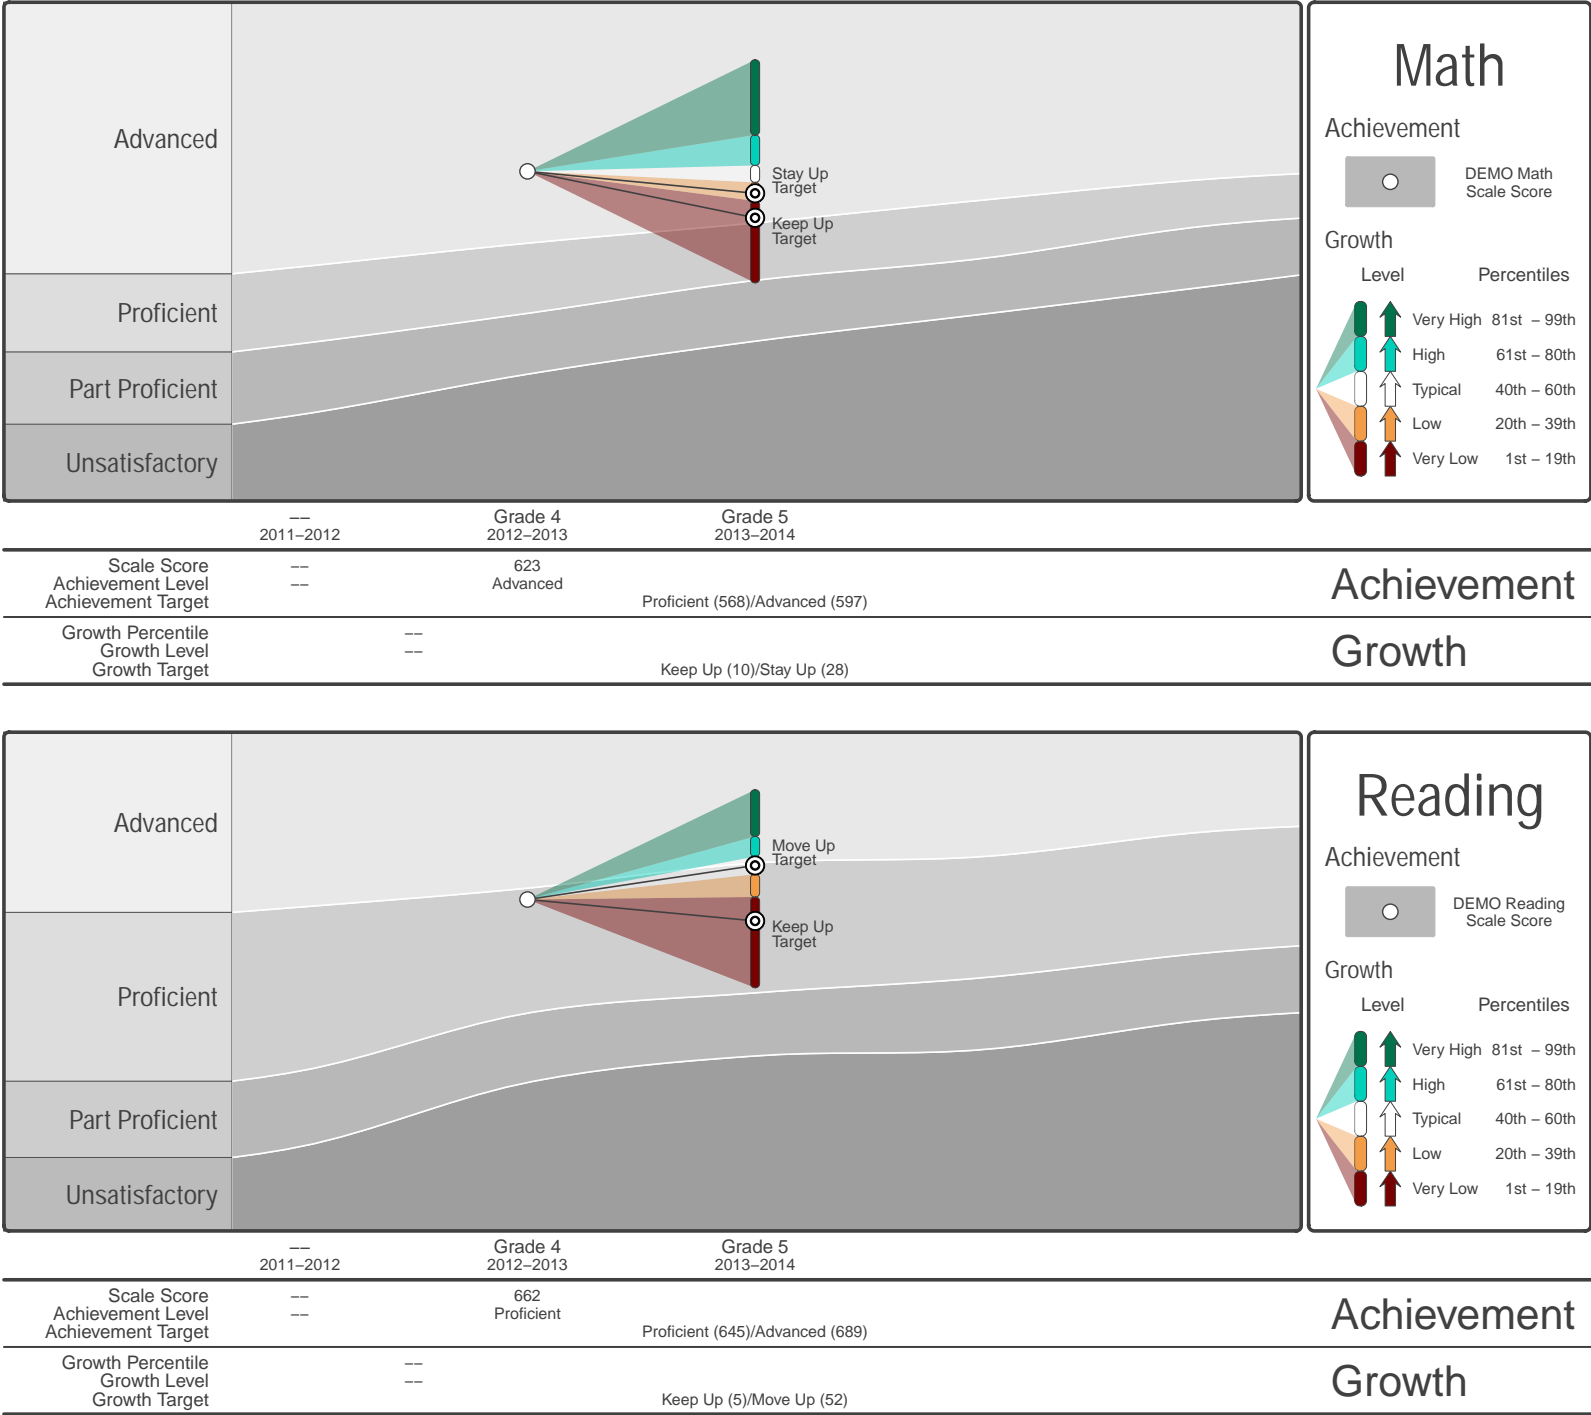 Math
Advanced
Proficient
Part Proficient
Unsatisfactory
Stay Up
Target
Keep Up
Target
Achievement
DEMO Math
Scale Score
Growth
Level Percentiles
Very High 81st – 99th
High 61st – 80th
Typical 40th – 60th
Low 20th – 39th
Very Low 1st – 19th
−− Grade 4 Grade 5
2011−2012 2012−2013 2013−2014
Scale Score −− 623
Achievement Level −− Advanced
Achievement Target Proficient (568)/Advanced (597)
Achievement
Growth Percentile −−
Growth Level −−
Growth Target Keep Up (10)/Stay Up (28)
Growth
Reading
Advanced
Proficient
Part Proficient
Unsatisfactory
Move Up
Target
Keep Up
Target
Achievement
DEMO Reading
Scale Score
Growth
Level Percentiles
Very High 81st – 99th
High 61st – 80th
Typical 40th – 60th
Low 20th – 39th
Very Low 1st – 19th
−− Grade 4 Grade 5
2011−2012 2012−2013 2013−2014
Scale Score −− 662
Achievement Level −− Proficient
Achievement Target Proficient (645)/Advanced (689)
Achievement
Growth Percentile −−
Growth Level −−
Growth Target Keep Up (5)/Move Up (52)
Growth